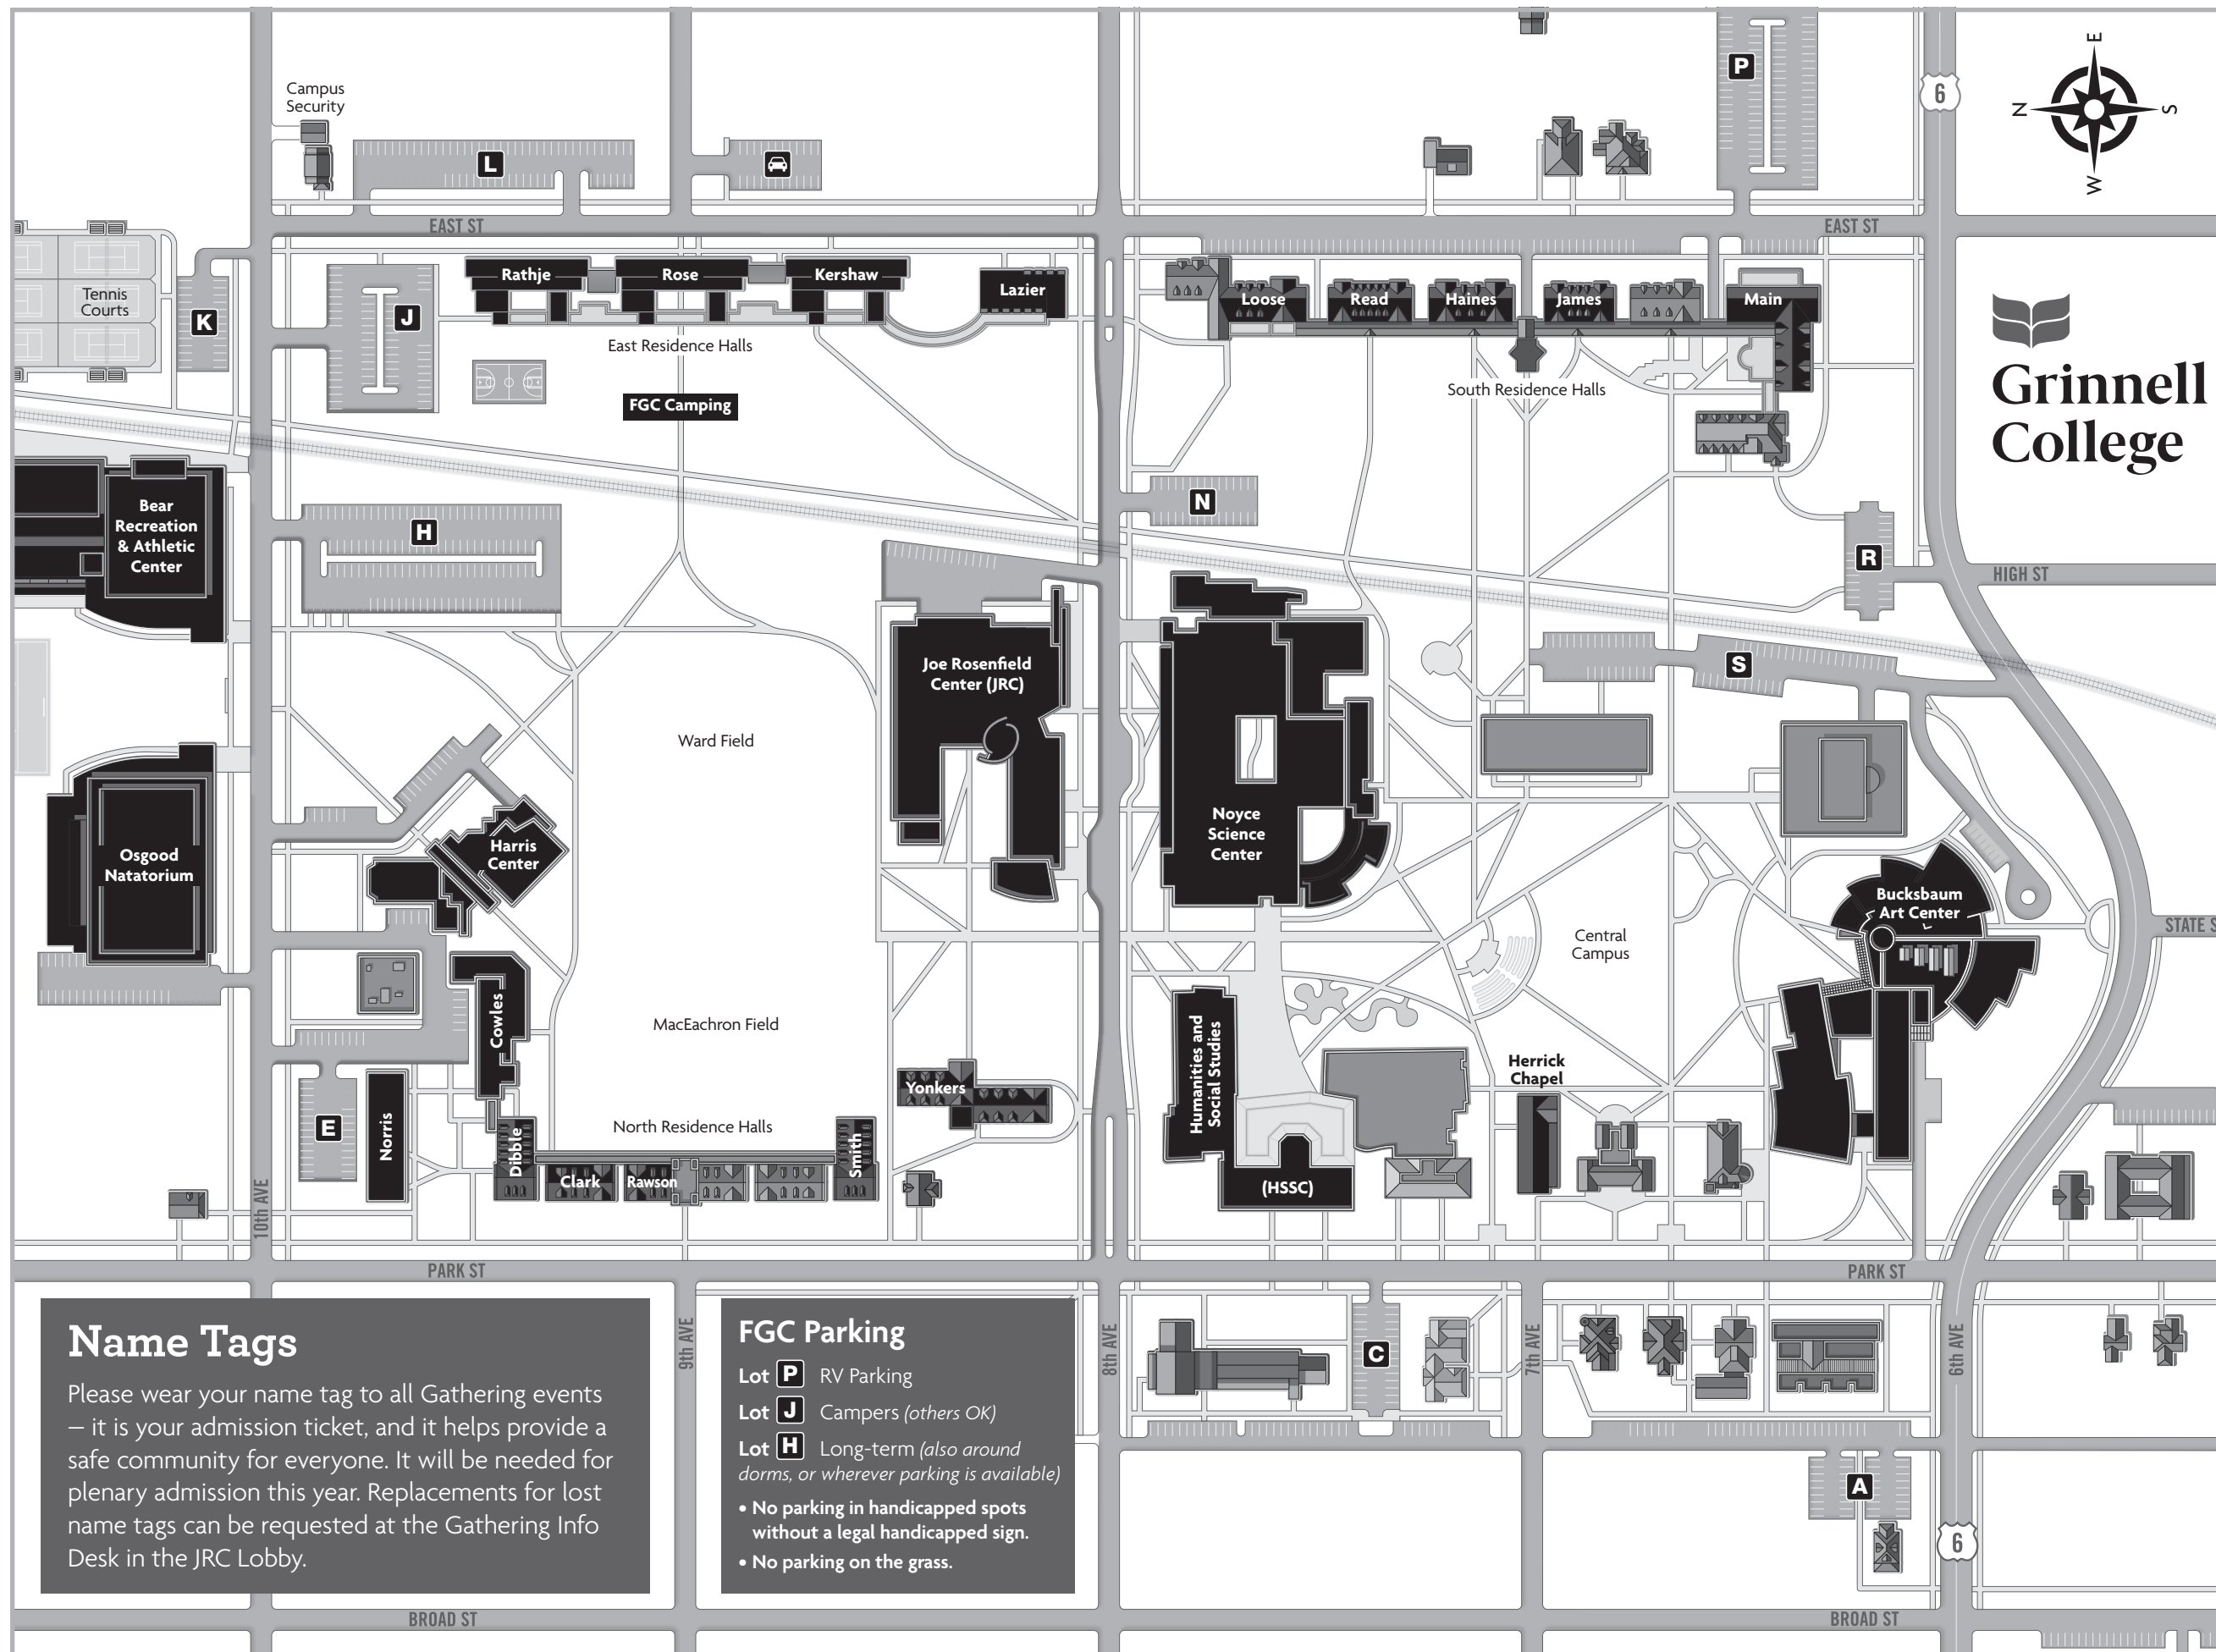 Campus
Security
P
6
E
N
S
W
L
EAST ST
EAST ST
Tennis
Courts
K
J
Rathje
Rose
Kershaw
Lazier
Loose
Read
Haines
James
Main
East Residence Halls
FGC Camping
South Residence Halls
Grinnell
College
Bear
Recreation
& Athletic
Center
H
N
R
HIGH ST
Joe Rosenfield
Center (JRC)
S
Ward Field
Noyce
Science
Center
Osgood
Natatorium
Harris
Center
Bucksbaum
Art Center
STATE S
Central
Campus
Cowles
MacEachron Field
Humanities and
Social Studies
Herrick
Chapel
Yonkers
E
Norris
North Residence Halls
Dibble
Clark
Rawson
Smith
(HSSC)
10th AVE
PARK ST
PARK ST
9th AVE
8th AVE
7th AVE
6th AVE
C
A
6
Name Tags
Please wear your name tag to all Gathering events
– it is your admission ticket, and it helps provide a
safe community for everyone. It will be needed for
plenary admission this year. Replacements for lost
name tags can be requested at the Gathering Info
Desk in the JRC Lobby.
FGC Parking
Lot P RV Parking
Lot J Campers (others OK)
Lot H Long-term (also around
dorms, or wherever parking is available)
• No parking in handicapped spots
without a legal handicapped sign.
• No parking on the grass.
BROAD ST
BROAD ST